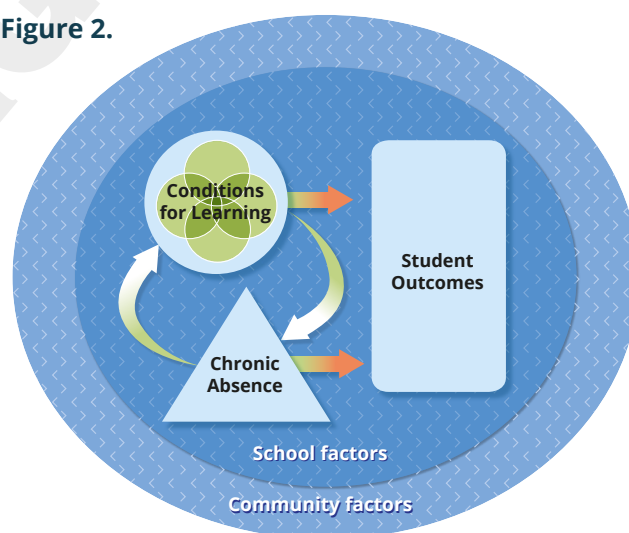 Figure 2.
Conditions
for Learning
Student
Outcomes
Chronic
Absence
School factors
Community factors